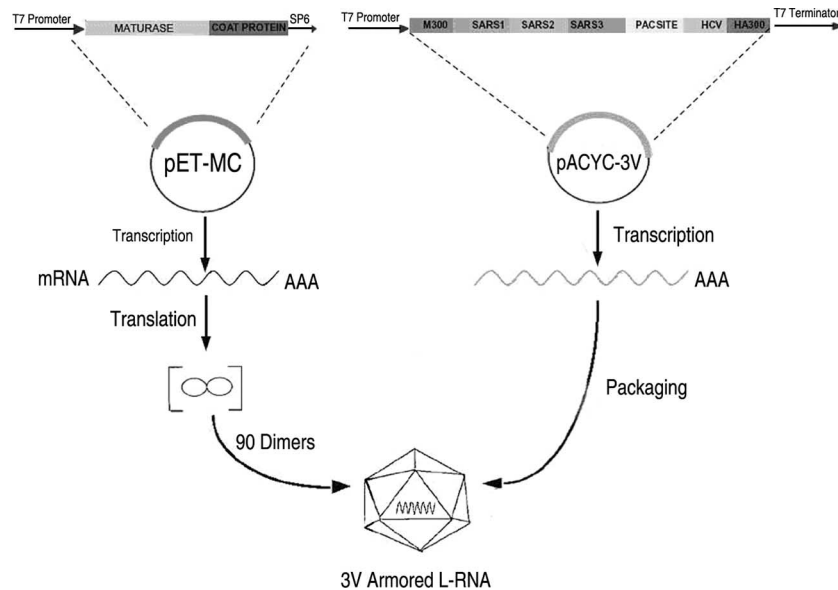 T7 Promoter
MATURASE
COAT PROTEIN
SP6
T7 Promoter
M300
SARS1
SARS2
SARS3
PACSITE
HCV
HA300
T7 Terminator
pET-MC
pACYC-3V
Transcription
Transcription
mRNA
AAA
AAA
Translation
Packaging
90 Dimers
3V Armored L-RNA